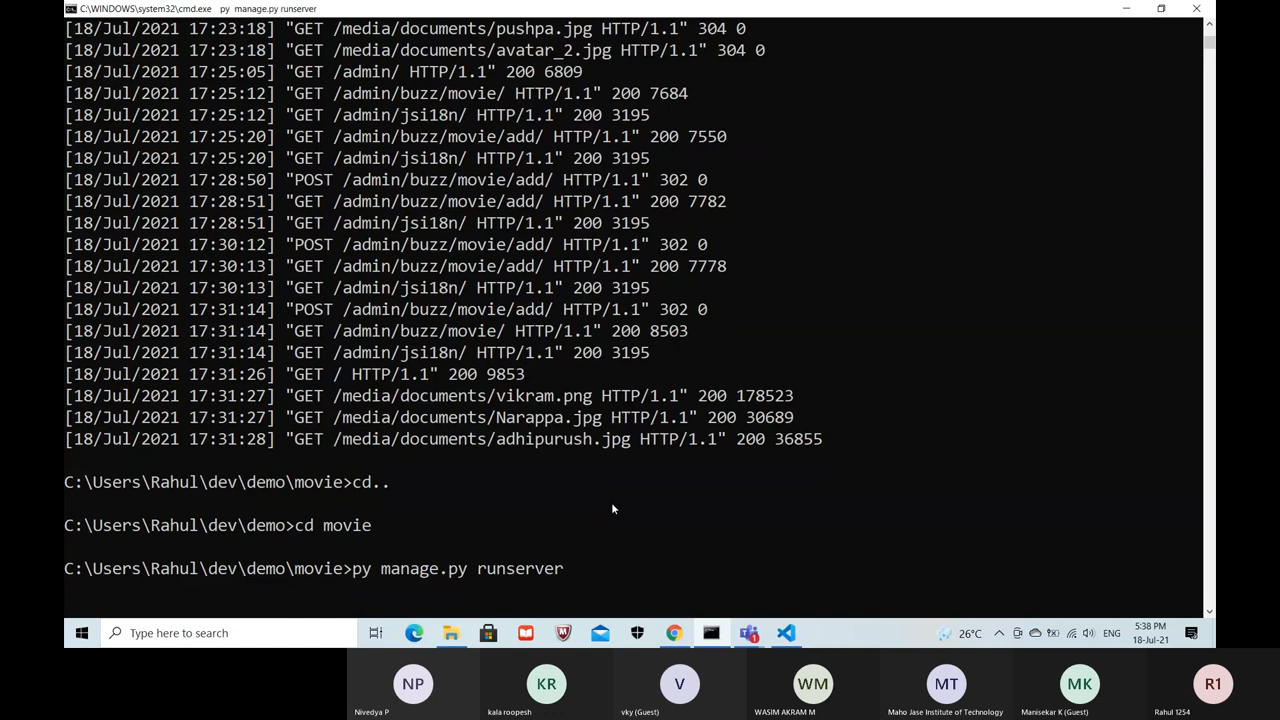 C:\WINDOWS\system32\cmd.exe   py  manage.py runserver
[18/Jul/2021 17:23:18] "GET /media/documents/pushpa.jpg HTTP/1.1" 304 0
[18/Jul/2021 17:23:18] "GET /media/documents/avatar_2.jpg HTTP/1.1" 304 0
[18/Jul/2021 17:25:05] "GET /admin/ HTTP/1.1" 200 6809
[18/Jul/2021 17:25:12] "GET /admin/buzz/movie/ HTTP/1.1" 200 7684
[18/Jul/2021 17:25:12] "GET /admin/jsi18n/ HTTP/1.1" 200 3195
[18/Jul/2021 17:25:20] "GET /admin/buzz/movie/add/ HTTP/1.1" 200 7550
[18/Jul/2021 17:25:20] "GET /admin/jsi18n/ HTTP/1.1" 200 3195
[18/Jul/2021 17:28:50] "POST /admin/buzz/movie/add/ HTTP/1.1" 302 0
[18/Jul/2021 17:28:51] "GET /admin/buzz/movie/add/ HTTP/1.1" 200 7782
[18/Jul/2021 17:28:51] "GET /admin/jsi18n/ HTTP/1.1" 200 3195
[18/Jul/2021 17:30:12] "POST /admin/buzz/movie/add/ HTTP/1.1" 302 0
[18/Jul/2021 17:30:13] "GET /admin/buzz/movie/add/ HTTP/1.1" 200 7778
[18/Jul/2021 17:30:13] "GET /admin/jsi18n/ HTTP/1.1" 200 3195
[18/Jul/2021 17:31:14] "POST /admin/buzz/movie/add/ HTTP/1.1" 302 0
[18/Jul/2021 17:31:14] "GET /admin/buzz/movie/ HTTP/1.1" 200 8503
[18/Jul/2021 17:31:14] "GET /admin/jsi18n/ HTTP/1.1" 200 3195
[18/Jul/2021 17:31:26] "GET / HTTP/1.1" 200 9853
[18/Jul/2021 17:31:27] "GET /media/documents/vikram.png HTTP/1.1" 200 178523
[18/Jul/2021 17:31:27] "GET /media/documents/Narappa.jpg HTTP/1.1" 200 30689
[18/Jul/2021 17:31:28] "GET /media/documents/adhipurush.jpg HTTP/1.1" 200 36855
C:\Users\Rahul\dev\demo\movie>cd..
C:\Users\Rahul\dev\demo>cd movie
C:\Users\Rahul\dev\demo\movie>py manage.py runserver
Type here to search
26°C
ENG
5:38 PM
18-Jul-21
NP
KR
V
WM
MT
MK
R1
Nivedya P
kala roopesh
vky (Guest)
WASIM AKRAM M
Maho Jase Institute of Technology
Manisekar K (Guest)
Rahul 1254